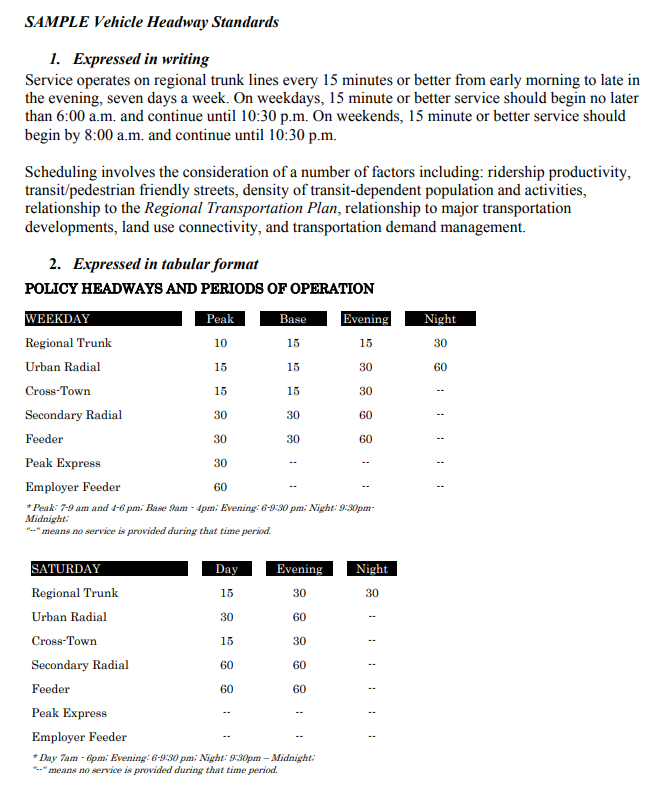 SAMPLE Vehicle Headway Standards
1. Expressed in writing
Service operates on regional trunk lines every 15 minutes or better from early morning to late in
the evening, seven days a week. On weekdays, 15 minute or better service should begin no later
than 6:00 a.m. and continue until 10:30 p.m. On weekends, 15 minute or better service should
begin by 8:00 a.m. and continue until 10:30 p.m.
Scheduling involves the consideration of a number of factors including: ridership productivity,
transit/pedestrian friendly streets, density of transit-dependent population and activities,
relationship to the Regional Transportation Plan, relationship to major transportation
developments, land use connectivity, and transportation demand management.
2. Expressed in tabular format
POLICY HEADWAYS AND PERIODS OF OPERATION
WEEKDAY Peak Base Evening Night
Regional Trunk 10 15 15 30
Urban Radial 15 15 30 60
Cross-Town 15 15 30 --
Secondary Radial 30 30 60 --
Feeder 30 30 60 --
Peak Express 30 -- -- --
Employer Feeder 60 -- -- --
* Peak: 7-9 am and 4-6 pm; Base 9am - 4pm; Evening: 6-9:30 pm; Night: 9:30pm-
Midnight;
"--" means no service is provided during that time period.
SATURDAY Day Evening Night
Regional Trunk 15 30 30
Urban Radial 30 60 --
Cross-Town 15 30 --
Secondary Radial 60 60 --
Feeder 60 60 --
Peak Express -- -- --
Employer Feeder -- -- --
* Day 7am - 6pm; Evening: 6-9:30 pm; Night: 9:30pm – Midnight;
"--" means no service is provided during that time period.